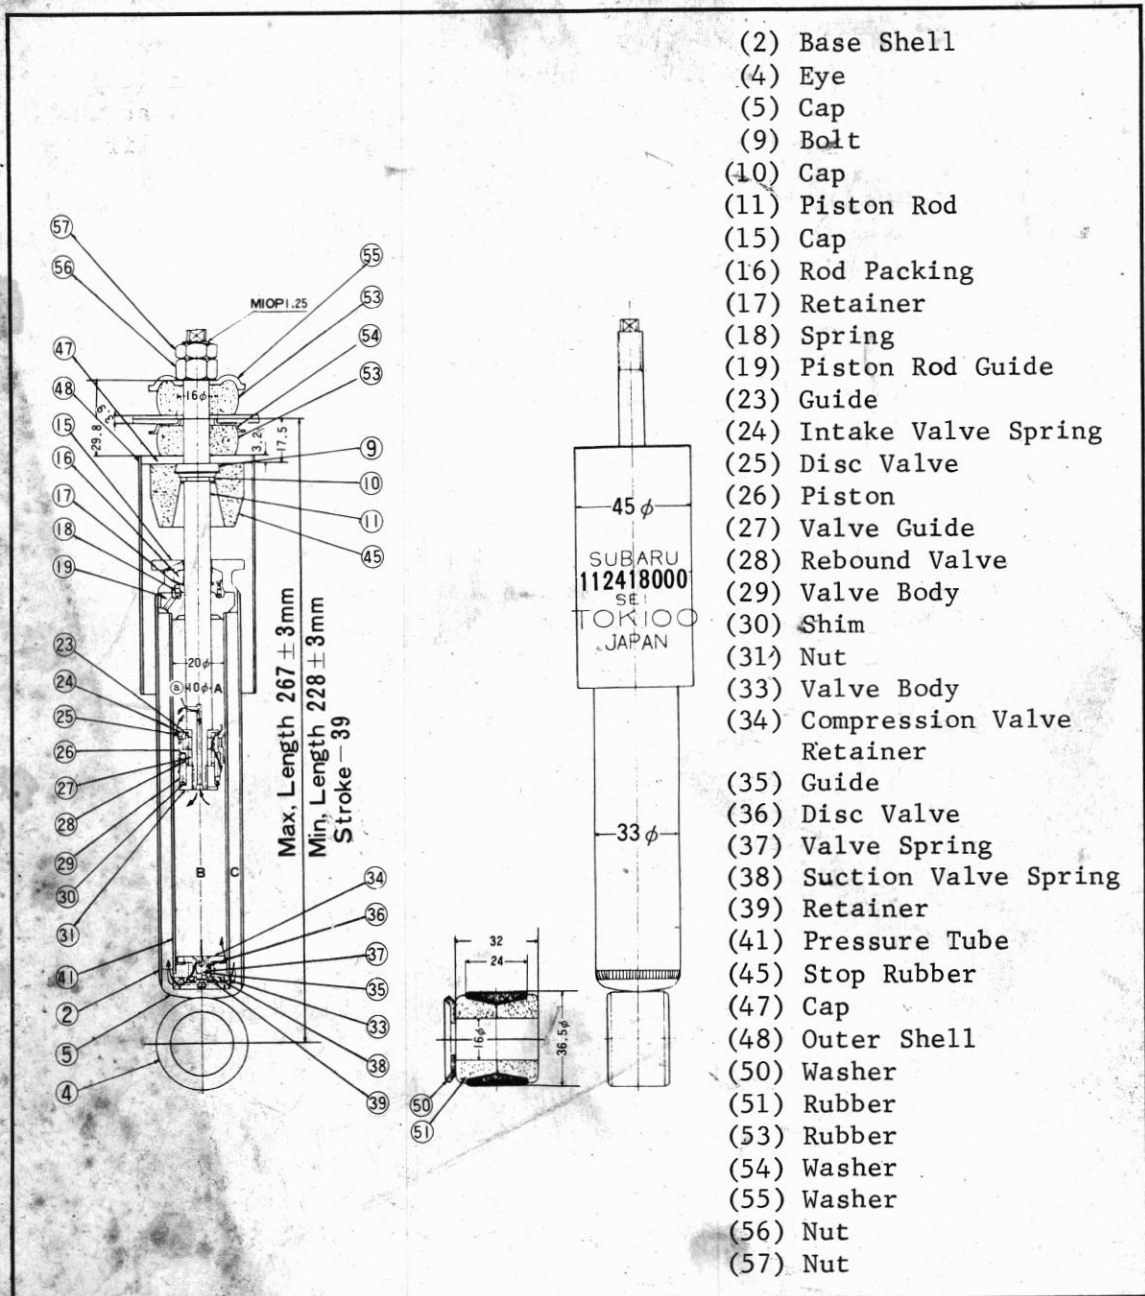 (2) Base Shell
(4) Eye
(5) Cap
(9) Bolt
(10) Cap
(11) Piston Rod
(15) Cap
(16) Rod Packing
(17) Retainer
(18) Spring
(19) Piston Rod Guide
(23) Guide
(24) Intake Valve Spring
(25) Disc Valve
(26) Piston
(27) Valve Guide
(28) Rebound Valve
(29) Valve Body
(30) Shim
(31) Nut
(33) Valve Body
(34) Compression Valve
Retainer
(35) Guide
(36) Disc Valve
(37) Valve Spring
(38) Suction Valve Spring
(39) Retainer
(41) Pressure Tube
(45) Stop Rubber
(47) Cap
(48) Outer Shell
(50) Washer
(51) Rubber
(53) Rubber
(54) Washer
(55) Washer
(56) Nut
(57) Nut
57
56
47
48
15
16
17
18
19
23
24
25
26
27
28
29
30
31
41
2
5
4
MIOP1.25
55
53
54
53
9
10
11
45
16φ
29.8
3.2
17.5
20φ
a 10φ A
B
C
Max, Length 267±3mm
Min, Length 228±3mm
Stroke—39
34
36
37
35
33
38
39
32
24
16φ
36.5φ
50
51
45φ
SUBARU
112418000
SEI
TOKIOO
JAPAN
33φ